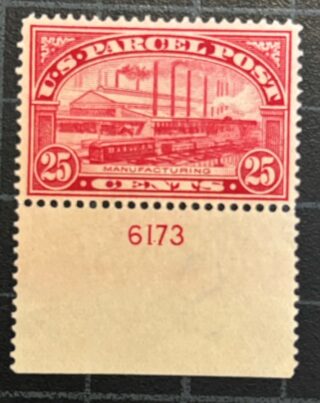 U.S. PARCEL POST
MANUFACTURING
25 CENTS. 25
6173